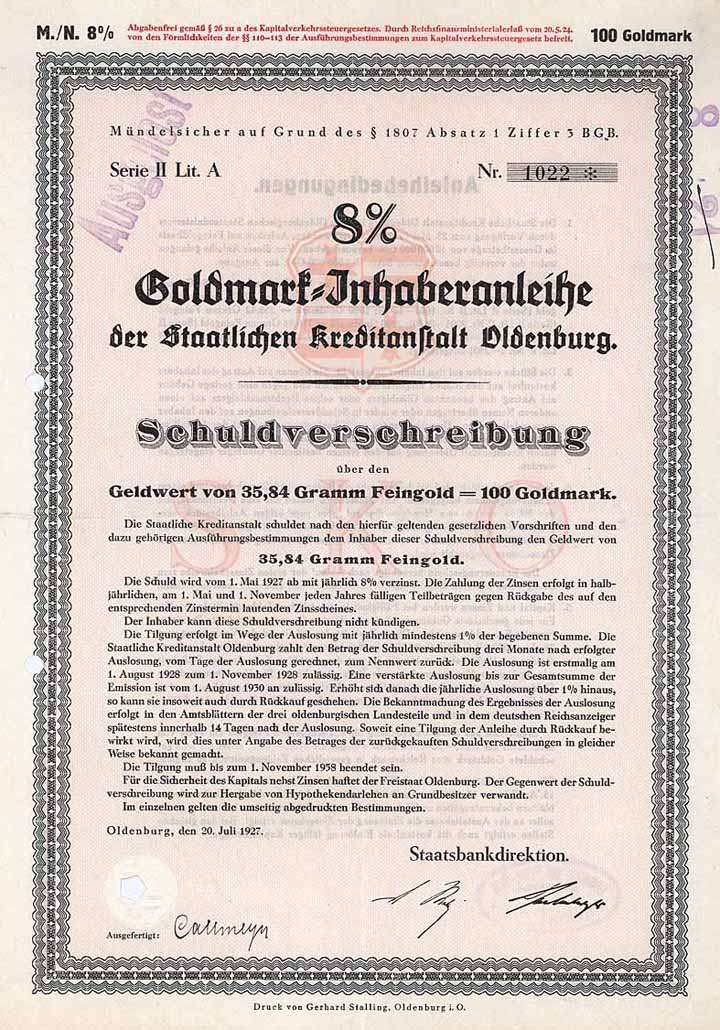 M./N. 8%
Abgabenfrei gemäß § 26 zu a des Kapitalverkehrssteuergesetzes. Durch Reichsfinanzministerialerlaß vom 20.5.24.
von den Förmlichkeiten der §§ 110–113 der Ausführungsbestimmungen zum Kapitalverkehrssteuergesetz befreit.
100 Goldmark
Ausgelost
Mündelsicher auf Grund des § 1807 Absatz 1 Ziffer 3 BGB.
Serie II Lit. A
Nr. 1022 *
8%
Goldmark-Inhaberanleihe
der Staatlichen Kreditanstalt Oldenburg.
Schuldverschreibung
über den
Geldwert von 35,84 Gramm Feingold = 100 Goldmark.
Die Staatliche Kreditanstalt schuldet nach den hierfür geltenden gesetzlichen Vorschriften und den
dazu gehörigen Ausführungsbestimmungen dem Inhaber dieser Schuldverschreibung den Geldwert von
35,84 Gramm Feingold.
Die Schuld wird vom 1. Mai 1927 ab mit jährlich 8% verzinst. Die Zahlung der Zinsen erfolgt in halb-
jährlichen, am 1. Mai und 1. November jeden Jahres fälligen Teilbeträgen gegen Rückgabe des auf den
entsprechenden Zinstermin lautenden Zinsscheines.
Der Inhaber kann diese Schuldverschreibung nicht kündigen.
Die Tilgung erfolgt im Wege der Auslosung mit jährlich mindestens 1% der begebenen Summe. Die
Staatliche Kreditanstalt Oldenburg zahlt den Betrag der Schuldverschreibung drei Monate nach erfolgter
Auslosung, vom Tage der Auslosung gerechnet, zum Nennwert zurück. Die Auslosung ist erstmalig am
1. August 1928 zum 1. November 1928 zulässig. Eine verstärkte Auslosung bis zur Gesamtsumme der
Emission ist vom 1. August 1930 an zulässig. Erhöht sich danach die jährliche Auslosung über 1% hinaus,
so kann sie insoweit auch durch Rückkauf geschehen. Die Bekanntmachung des Ergebnisses der Auslosung
erfolgt in den Amtsblättern der drei oldenburgischen Landesteile und in dem deutschen Reichsanzeiger
spätestens innerhalb 14 Tagen nach der Auslosung. Soweit eine Tilgung der Anleihe durch Rückkauf be-
wirkt wird, wird dies unter Angabe des Betrages der zurückgekauften Schuldverschreibungen in gleicher
Weise bekannt gemacht.
Die Tilgung muß bis zum 1. November 1958 beendet sein.
Für die Sicherheit des Kapitals nebst Zinsen haftet der Freistaat Oldenburg. Der Gegenwert der Schuld-
verschreibung wird zur Hergabe von Hypothekendarlehen an Grundbesitzer verwandt.
Im einzelnen gelten die umseitig abgedruckten Bestimmungen.
Oldenburg, den 20. Juli 1927.
Staatsbankdirektion.
Ausgefertigt: Callmeyn
Druck von Gerhard Stalling, Oldenburg i. O.